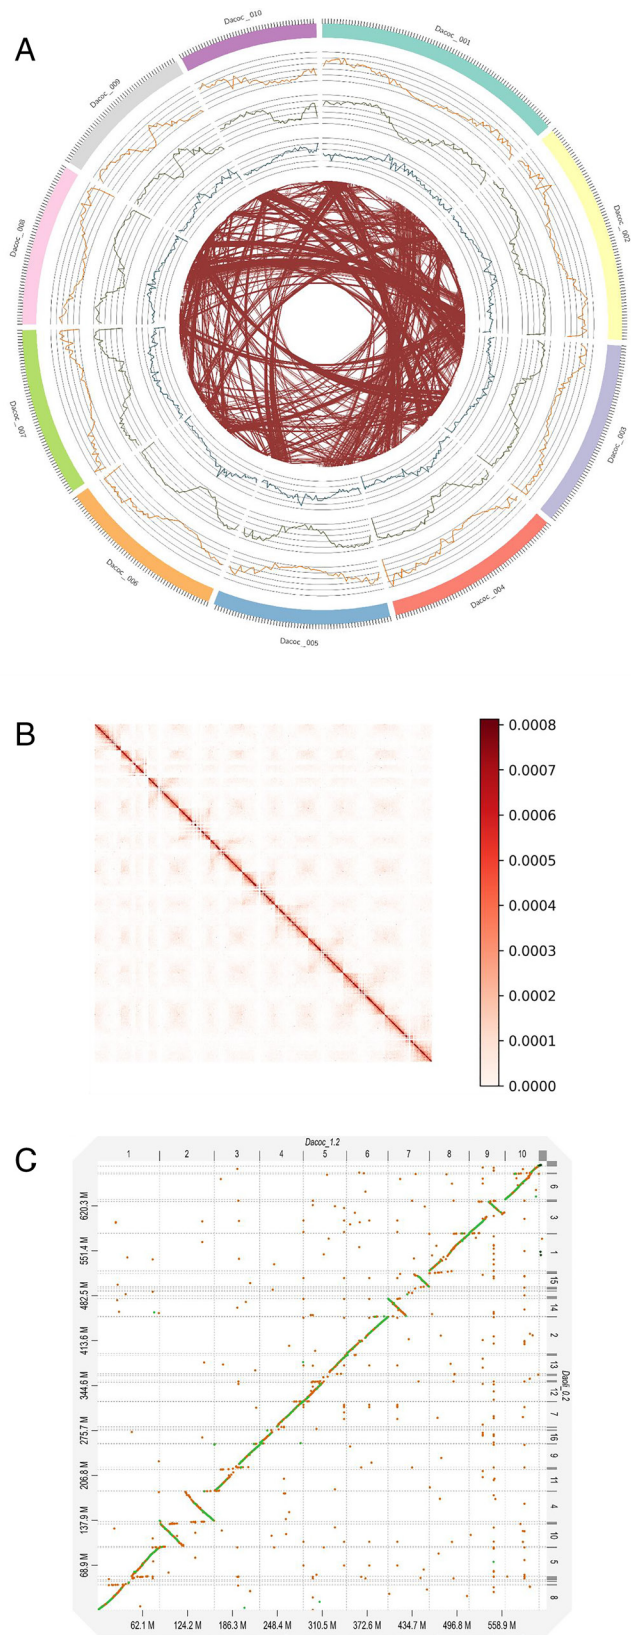 A
Dacoc_010
Dacoc_001
Dacoc_009
Dacoc_002
Dacoc_008
Dacoc_007
Dacoc_003
Dacoc_006
Dacoc_004
Dacoc_005
B
0.0008
0.0007
0.0006
0.0005
0.0004
0.0003
0.0002
0.0001
0.0000
C
Dacoc_1.2
1 2 3 4 5 6 7 8 9 10
620.3 M
551.4 M
482.5 M
413.6 M
344.6 M
275.7 M
206.8 M
137.9 M
68.9 M
6
3
1
15
14
2
13
12
7
16
9
11
4
10
5
8
Daoli_0.2
62.1 M 124.2 M 186.3 M 248.4 M 310.5 M 372.6 M 434.7 M 496.8 M 558.9 M